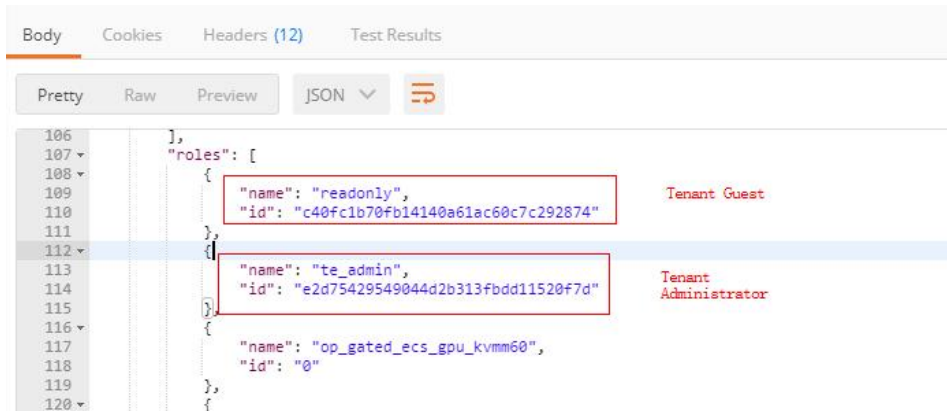 Body Cookies Headers (12) Test Results
Pretty Raw Preview JSON
106 ],
107 "roles": [
108 {
109 "name": "readonly", Tenant Guest
110 "id": "c40fc1b70fb14140a61ac60c7c292874"
111 },
112 {
113 "name": "te_admin", Tenant
114 "id": "e2d75429549044d2b313fbdd11520f7d" Administrator
115 },
116 {
117 "name": "op_gated_ecs_gpu_kvmm60",
118 "id": "0"
119 },
120 {